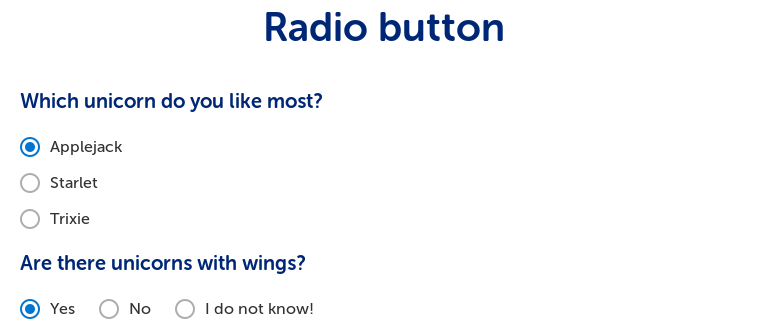 Radio button
Which unicorn do you like most?
Applejack
Starlet
Trixie
Are there unicorns with wings?
Yes No I do not know!